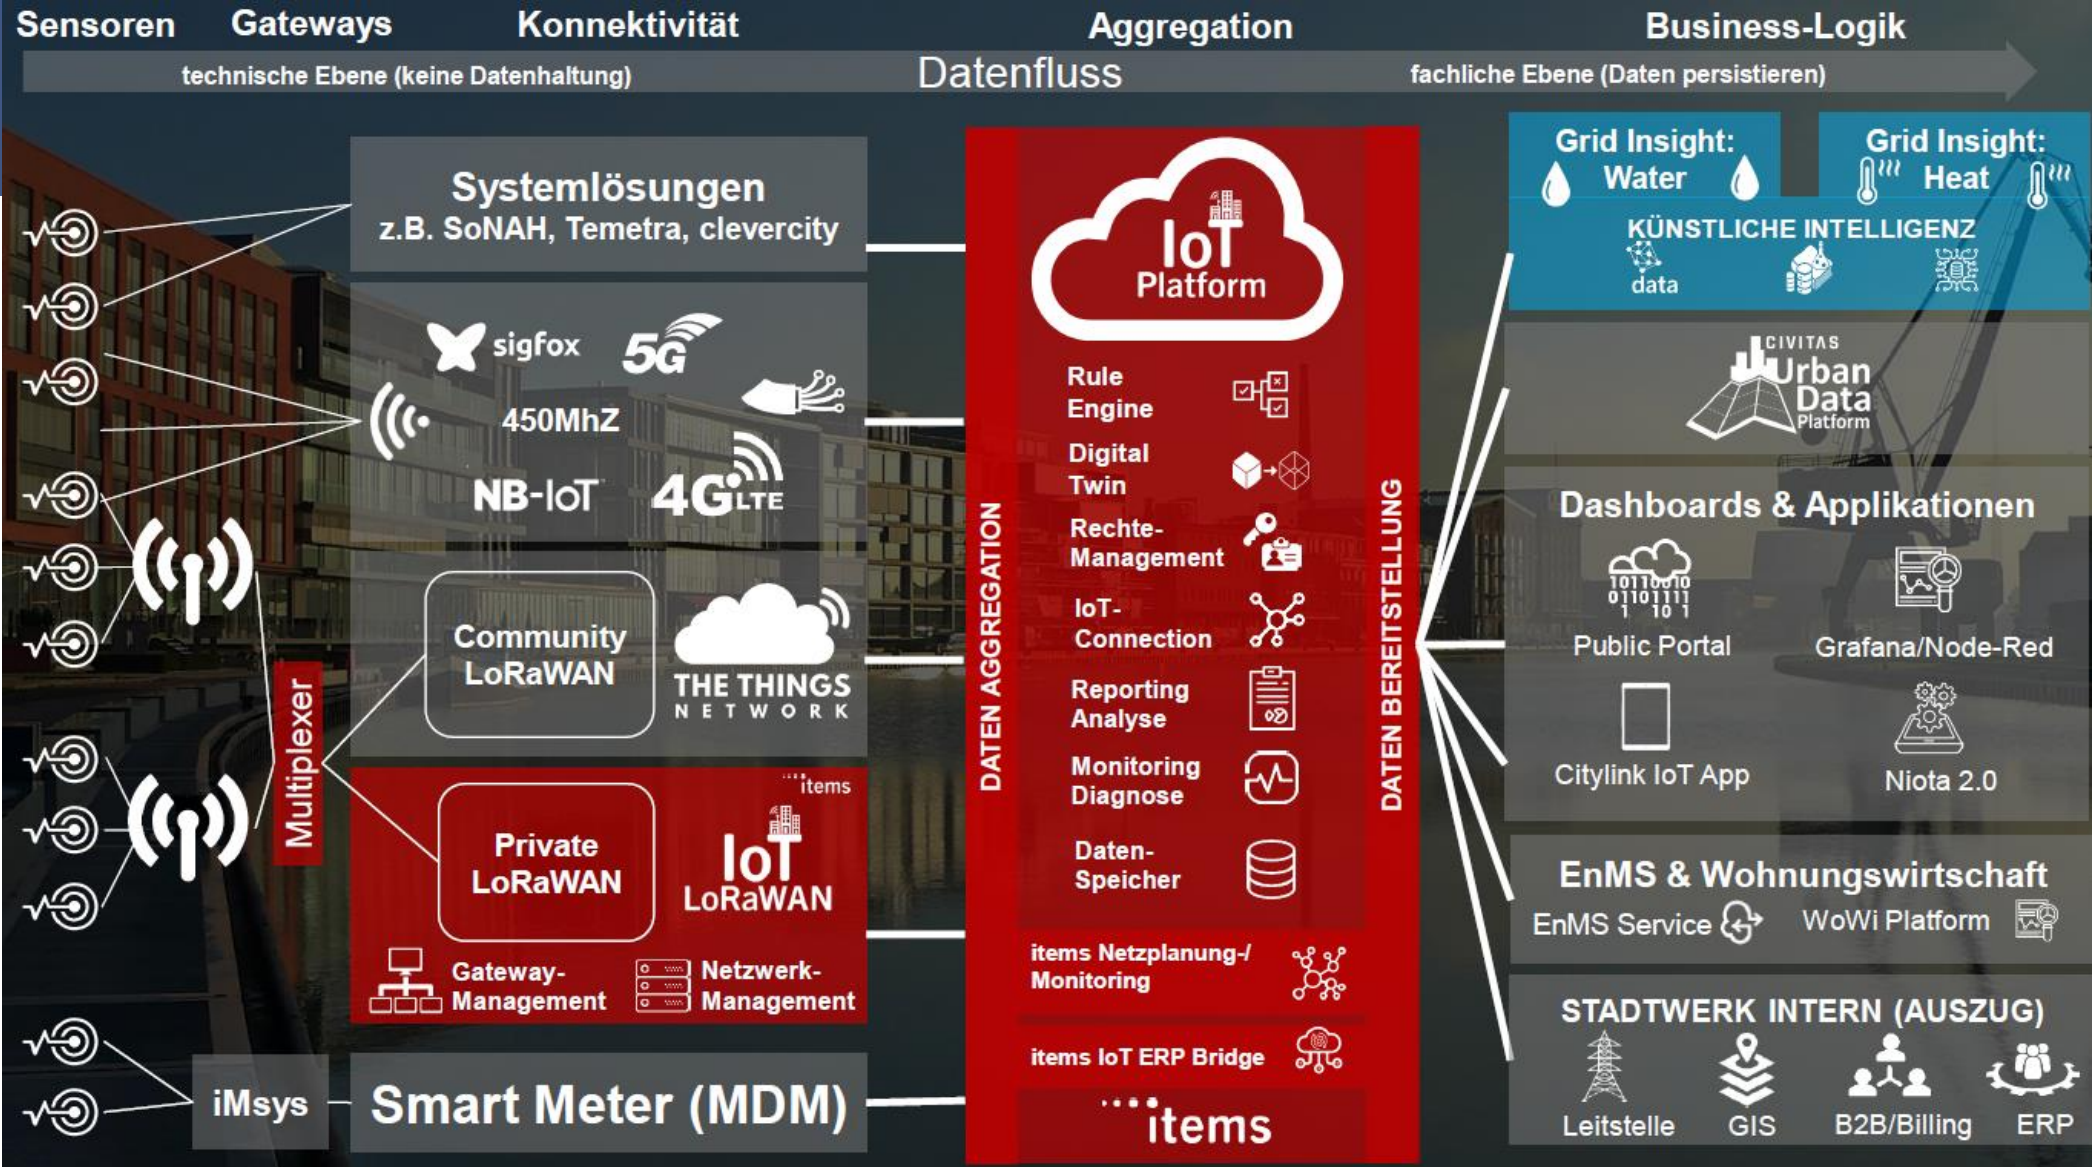 Sensoren
Gateways
Konnektivität
Aggregation
Business-Logik
technische Ebene (keine Datenhaltung)
Datenfluss
fachliche Ebene (Daten persistieren)
Systemlösungen
z.B. SoNAH, Temetra, clevercity
sigfox
5G
450MhZ
NB-IoT
4G LTE
Community
LoRaWAN
THE THINGS
NETWORK
Multiplexer
items
Private
LoRaWAN
IoT
LoRaWAN
Gateway-
Management
Netzwerk-
Management
iMsys
Smart Meter (MDM)
DATEN AGGREGATION
IoT
Platform
Rule
Engine
Digital
Twin
Rechte-
Management
IoT-
Connection
Reporting
Analyse
Monitoring
Diagnose
Daten-
Speicher
items Netzplanung-/
Monitoring
items IoT ERP Bridge
items
DATEN BEREITSTELLUNG
Grid Insight:
Water
Grid Insight:
Heat
KÜNSTLICHE INTELLIGENZ
data
CIVITAS
Urban
Data
Platform
Dashboards & Applikationen
10110010
01101111
1 10 1
Public Portal
Grafana/Node-Red
Citylink IoT App
Niota 2.0
EnMS & Wohnungswirtschaft
EnMS Service
WoWi Platform
STADTWERK INTERN (AUSZUG)
Leitstelle
GIS
B2B/Billing
ERP